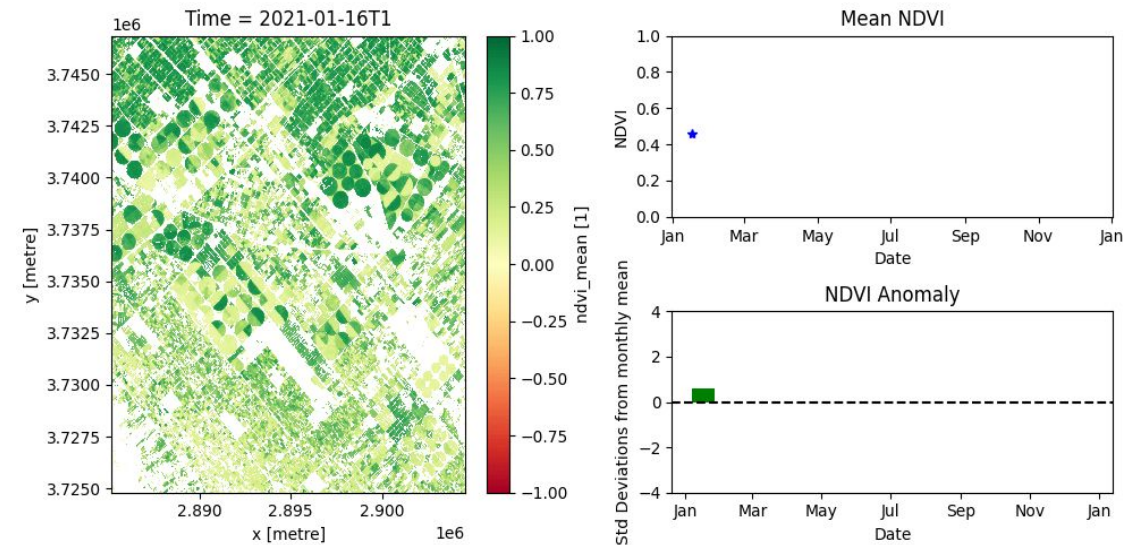 Time = 2021-01-16T1
1e6
3.7450
3.7425
3.7400
3.7375
3.7350
3.7325
3.7300
3.7275
3.7250
y [metre]
2.890 2.895 2.900
1e6
x [metre]
1.00
0.75
0.50
0.25
0.00
−0.25
−0.50
−0.75
−1.00
ndvi_mean [1]
Mean NDVI
1.0
0.8
0.6
0.4
0.2
0.0
NDVI
Jan Mar May Jul Sep Nov Jan
Date
NDVI Anomaly
4
2
0
−2
−4
Std Deviations from monthly mean
Jan Mar May Jul Sep Nov Jan
Date